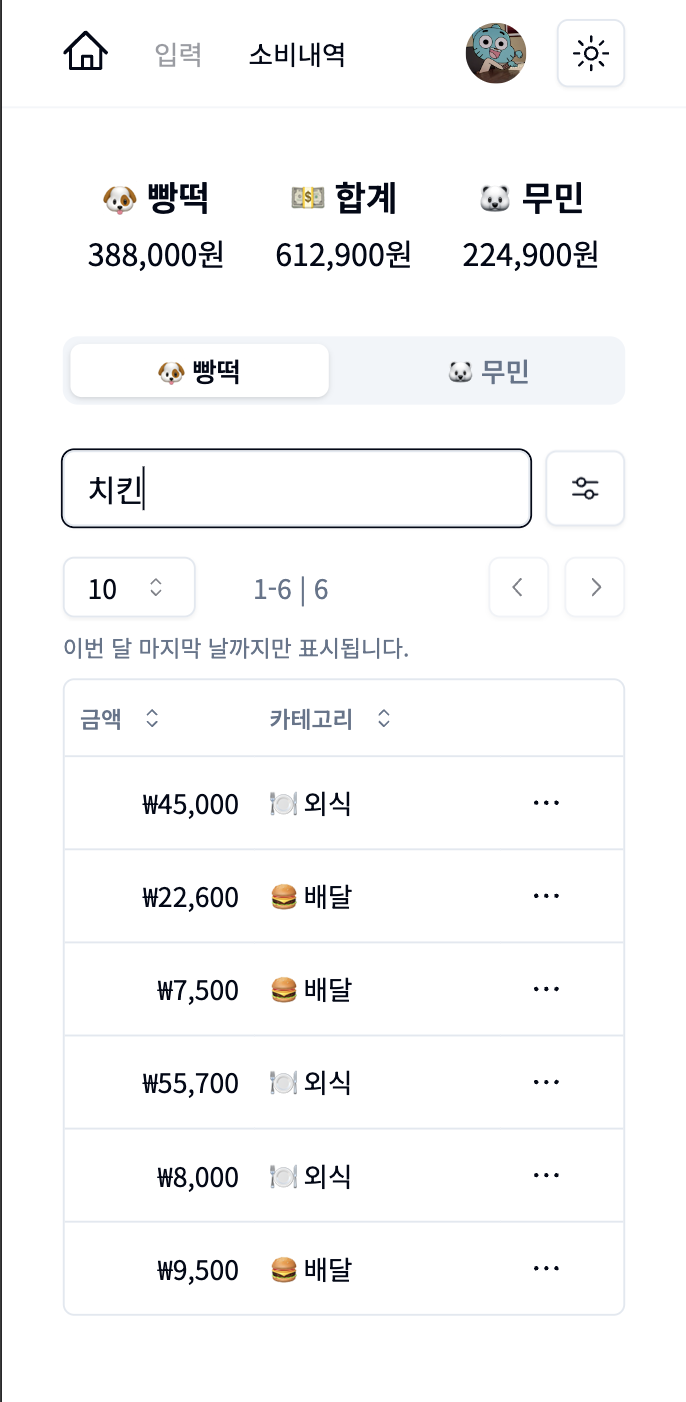 입력 소비내역
빵떡 합계 무민
388,000원 612,900원 224,900원
빵떡 무민
치킨
10 1-6 | 6
이번 달 마지막 날까지만 표시됩니다.
금액 카테고리
₩45,000 외식
₩22,600 배달
₩7,500 배달
₩55,700 외식
₩8,000 외식
₩9,500 배달